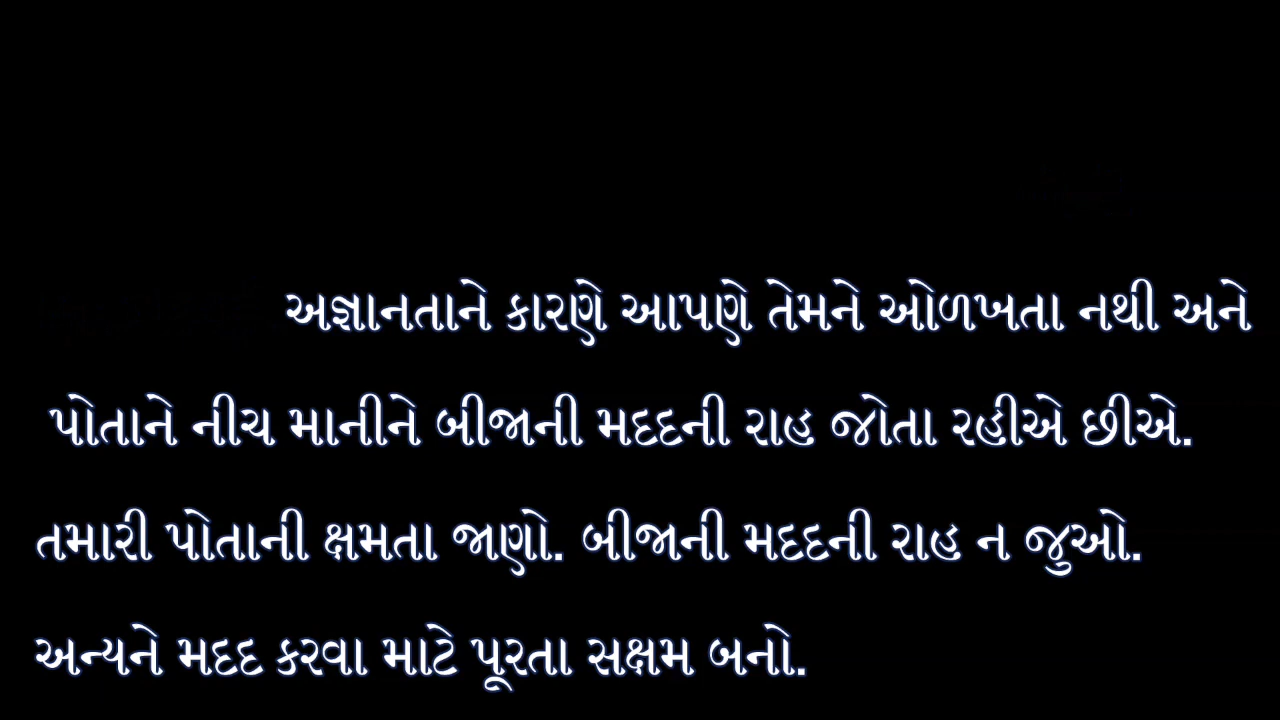 અજ્ઞાનતાને કારણે આપણે તેમને ઓળખતા નથી અને
પોતાને નીચ માનીને બીજાની મદદની રાહ જોતા રહીએ છીએ.
તમારી પોતાની ક્ષમતા જાણો. બીજાની મદદની રાહ ન જુઓ.
અન્યને મદદ કરવા માટે પૂરતા સક્ષમ બનો.